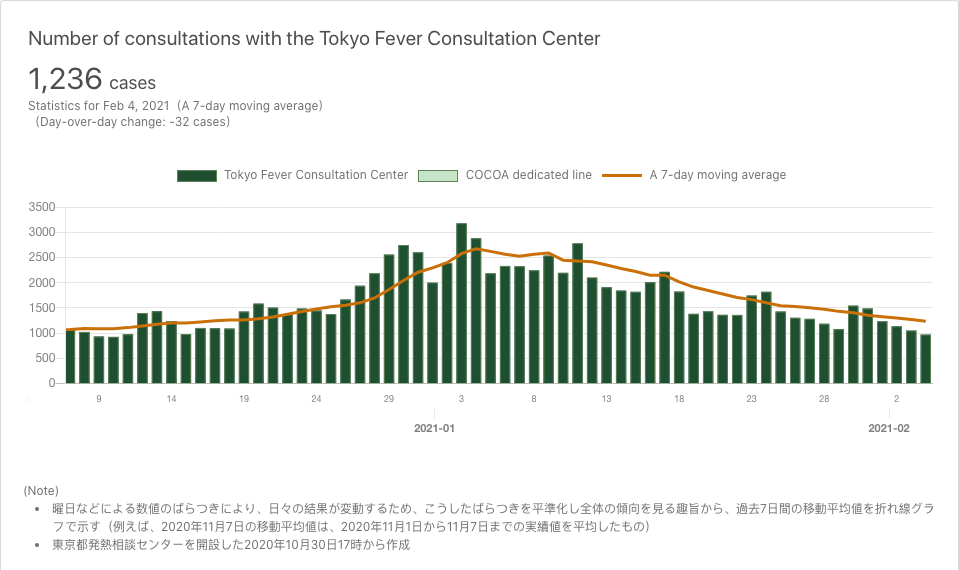 Number of consultations with the Tokyo Fever Consultation Center
1,236 cases
Statistics for Feb 4, 2021（A 7-day moving average）
（Day-over-day change: -32 cases）
Tokyo Fever Consultation Center COCOA dedicated line A 7-day moving average
3500
3000
2500
2000
1500
1000
500
0
9 14 19 24 29 3 8 13 18 23 28 2
2021-01 2021-02
(Note)
• 曜日などによる数値のばらつきにより、日々の結果が変動するため、こうしたばらつきを平準化し全体の傾向を見る趣旨から、過去7日間の移動平均値を折れ線グラ
フで示す（例えば、2020年11月7日の移動平均値は、2020年11月1日から11月7日までの実績値を平均したもの）
• 東京都発熱相談センターを開設した2020年10月30日17時から作成